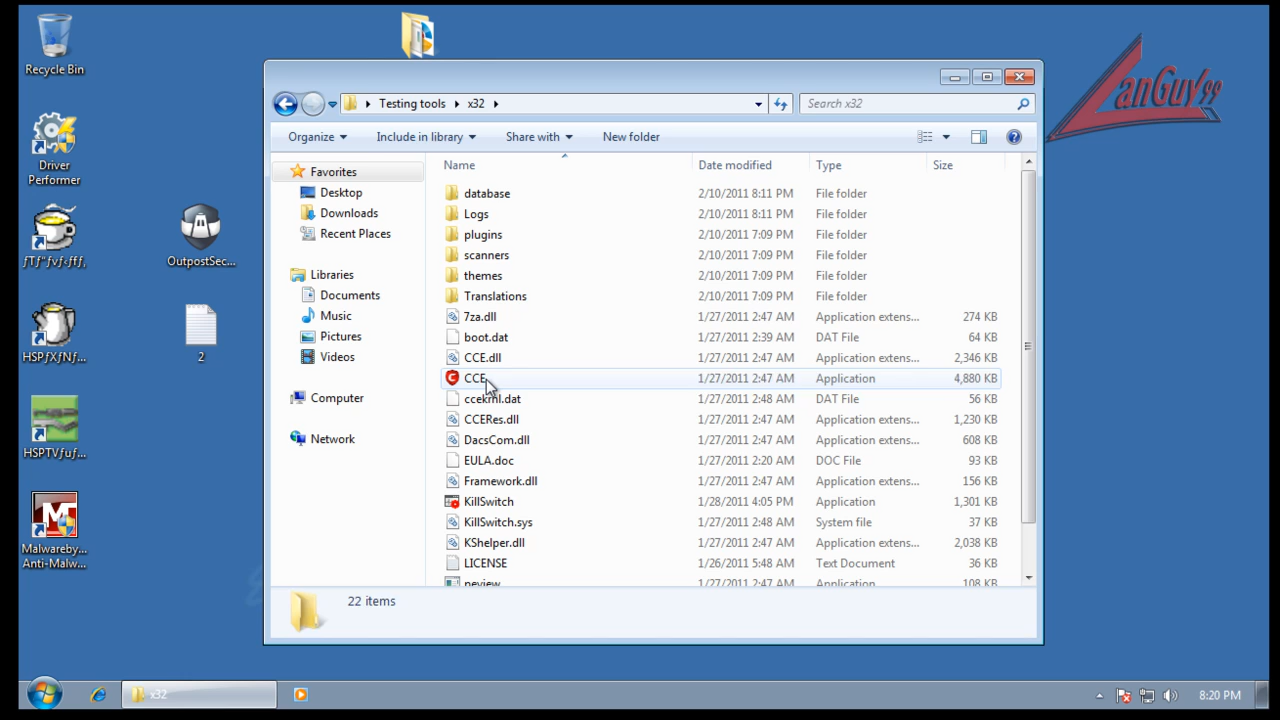 Recycle Bin
Driver
Performer
OutpostSec...
ƒTƒ"ƒvƒ‹ƒf,
2
HSPƒXƒNƒ...
HSPTVƒuƒ...
Malwareby...
Anti-Malw...
LanGuy99
Testing tools x32
Search x32
Organize Include in library Share with New folder
Name Date modified Type Size
Favorites
Desktop
Downloads
Recent Places
Libraries
Documents
Music
Pictures
Videos
Computer
Network
database 2/10/2011 8:11 PM File folder
Logs 2/10/2011 8:11 PM File folder
plugins 2/10/2011 7:09 PM File folder
scanners 2/10/2011 7:09 PM File folder
themes 2/10/2011 7:09 PM File folder
Translations 2/10/2011 7:09 PM File folder
7za.dll 1/27/2011 2:47 AM Application extens... 274 KB
boot.dat 1/27/2011 2:39 AM DAT File 64 KB
CCE.dll 1/27/2011 2:47 AM Application extens... 2,346 KB
CCE 1/27/2011 2:47 AM Application 4,880 KB
ccekrnl.dat 1/27/2011 2:48 AM DAT File 56 KB
CCERes.dll 1/27/2011 2:47 AM Application extens... 1,230 KB
DacsCom.dll 1/27/2011 2:47 AM Application extens... 608 KB
EULA.doc 1/27/2011 2:20 AM DOC File 93 KB
Framework.dll 1/27/2011 2:47 AM Application extens... 156 KB
KillSwitch 1/28/2011 4:05 PM Application 1,301 KB
KillSwitch.sys 1/27/2011 2:48 AM System file 37 KB
KShelper.dll 1/27/2011 2:47 AM Application extens... 2,038 KB
LICENSE 1/26/2011 5:48 AM Text Document 36 KB
peview 1/27/2011 2:47 AM Application 108 KB
22 items
x32
8:20 PM